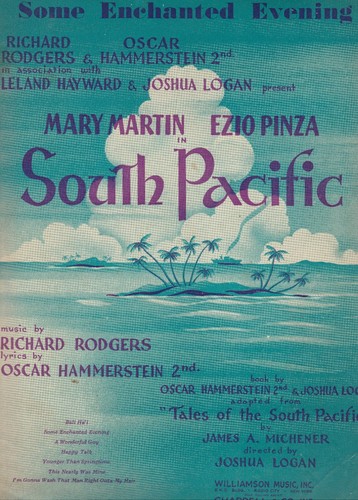 Some Enchanted Evening
RICHARD OSCAR
RODGERS & HAMMERSTEIN 2nd.
in association with
LELAND HAYWARD & JOSHUA LOGAN present
MARY MARTIN EZIO PINZA
IN
South Pacific
music by
RICHARD RODGERS
lyrics by
OSCAR HAMMERSTEIN 2nd.
book by
OSCAR HAMMERSTEIN 2nd & JOSHUA LOG
adapted from
"Tales of the South Pacific
by
JAMES A. MICHENER
directed by
JOSHUA LOGAN
Bali Ha'i
Some Enchanted Evening
A Wonderful Guy
Happy Talk
Younger Than Springtime
This Nearly Was Mine
I'm Gonna Wash That Man Right Outa My Hair
WILLIAMSON MUSIC, INC.